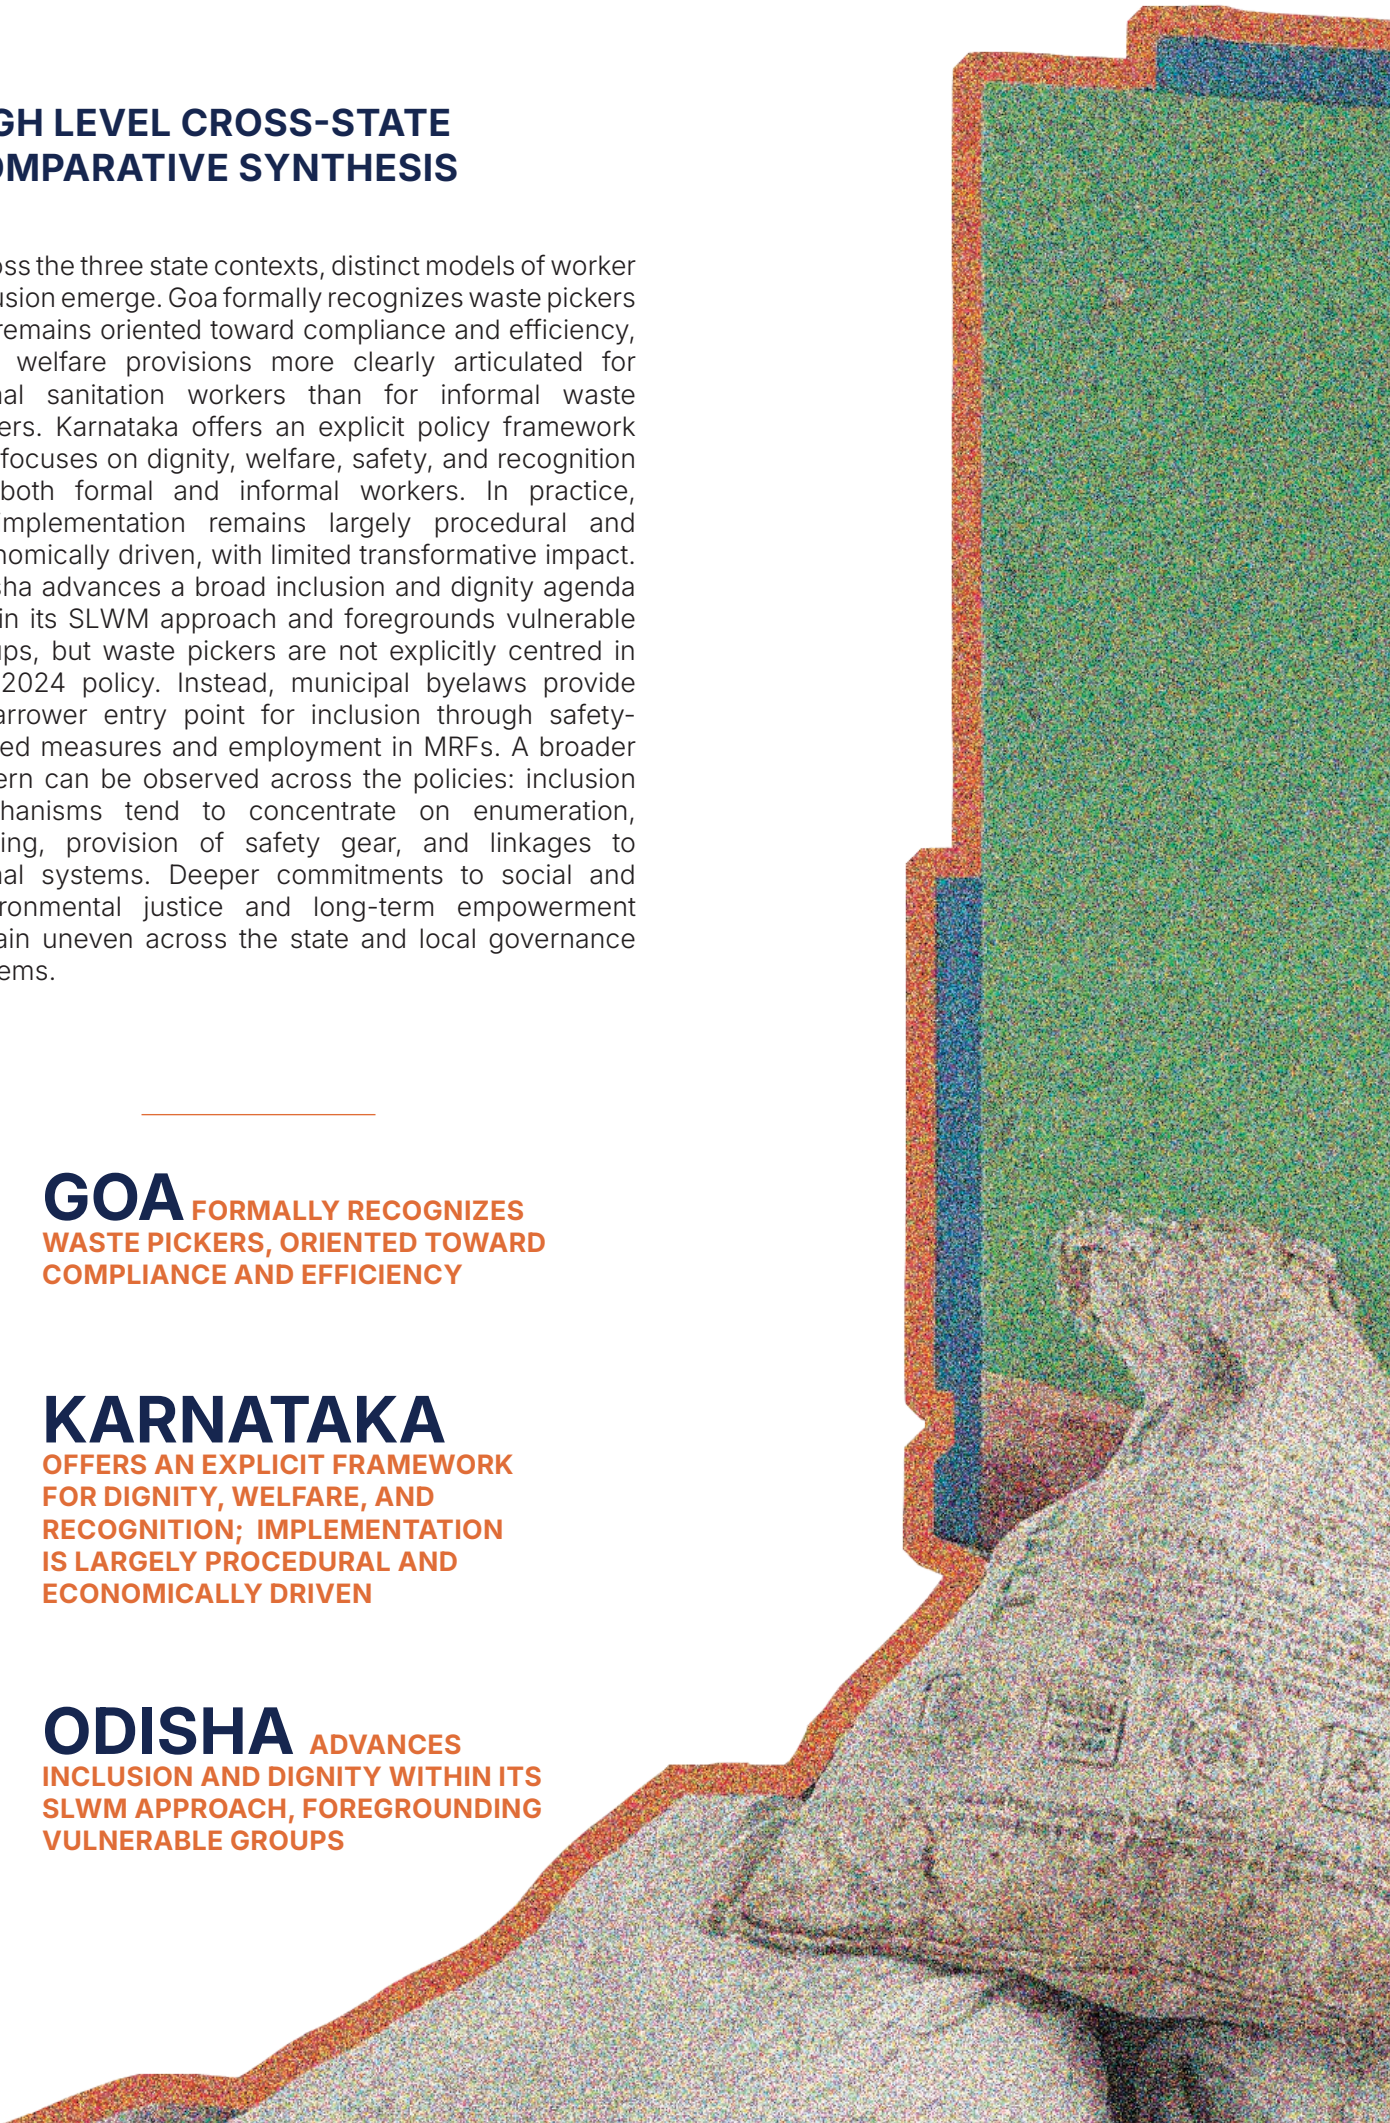 GH LEVEL CROSS-STATE
OMPARATIVE SYNTHESIS
oss the three state contexts, distinct models of worker
usion emerge. Goa formally recognizes waste pickers
remains oriented toward compliance and efficiency,
welfare provisions more clearly articulated for
nal sanitation workers than for informal waste
ers. Karnataka offers an explicit policy framework
focuses on dignity, welfare, safety, and recognition
both formal and informal workers. In practice,
implementation remains largely procedural and
nomically driven, with limited transformative impact.
sha advances a broad inclusion and dignity agenda
in its SLWM approach and foregrounds vulnerable
ups, but waste pickers are not explicitly centred in
2024 policy. Instead, municipal byelaws provide
arrower entry point for inclusion through safety-
ed measures and employment in MRFs. A broader
ern can be observed across the policies: inclusion
hanisms tend to concentrate on enumeration,
ing, provision of safety gear, and linkages to
nal systems. Deeper commitments to social and
ronmental justice and long-term empowerment
ain uneven across the state and local governance
ems.
GOA FORMALLY RECOGNIZES
WASTE PICKERS, ORIENTED TOWARD
COMPLIANCE AND EFFICIENCY
KARNATAKA
OFFERS AN EXPLICIT FRAMEWORK
FOR DIGNITY, WELFARE, AND
RECOGNITION; IMPLEMENTATION
IS LARGELY PROCEDURAL AND
ECONOMICALLY DRIVEN
ODISHA ADVANCES
INCLUSION AND DIGNITY WITHIN ITS
SLWM APPROACH, FOREGROUNDING
VULNERABLE GROUPS